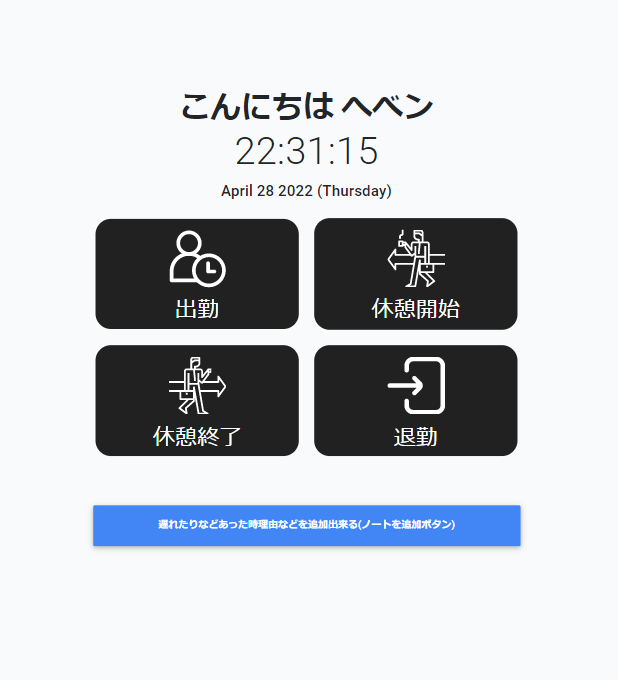 こんにちは へベン
22:31:15
April 28 2022 (Thursday)
出勤
休憩開始
休憩終了
退勤
遅れたりなどあった時理由などを追加出来る(ノートを追加ボタン)